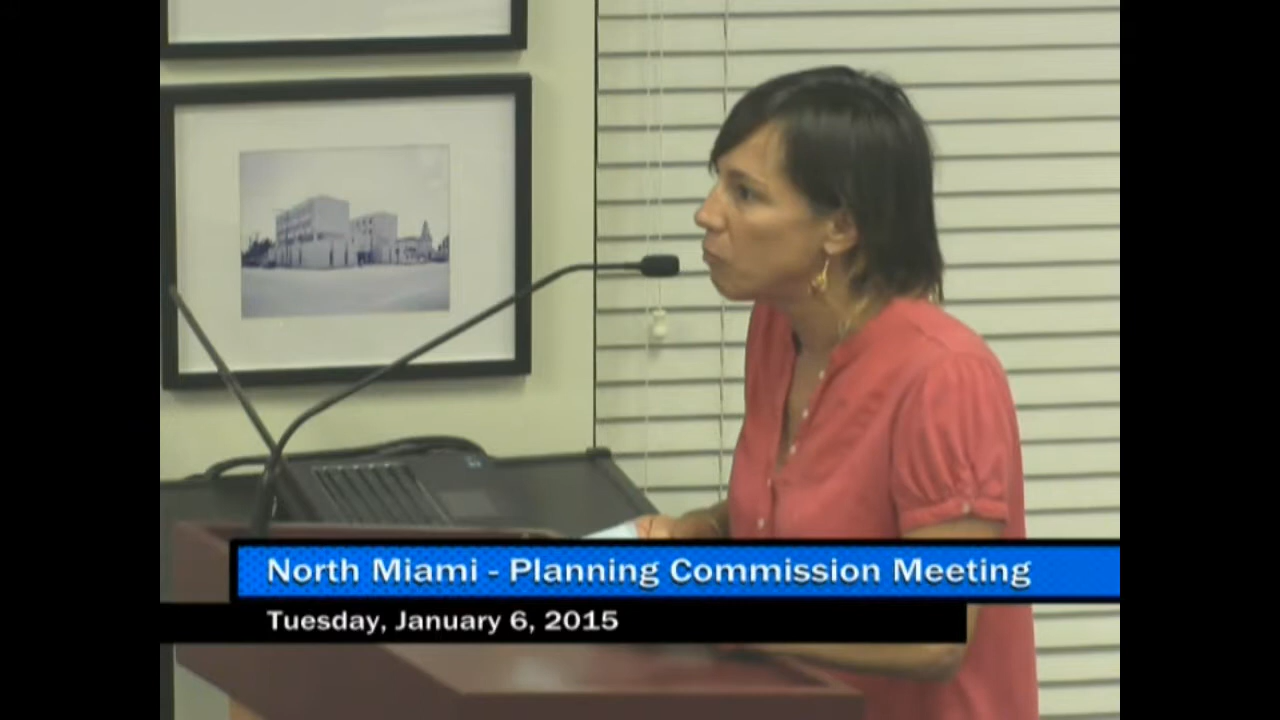 North Miami - Planning Commission Meeting
Tuesday, January 6, 2015